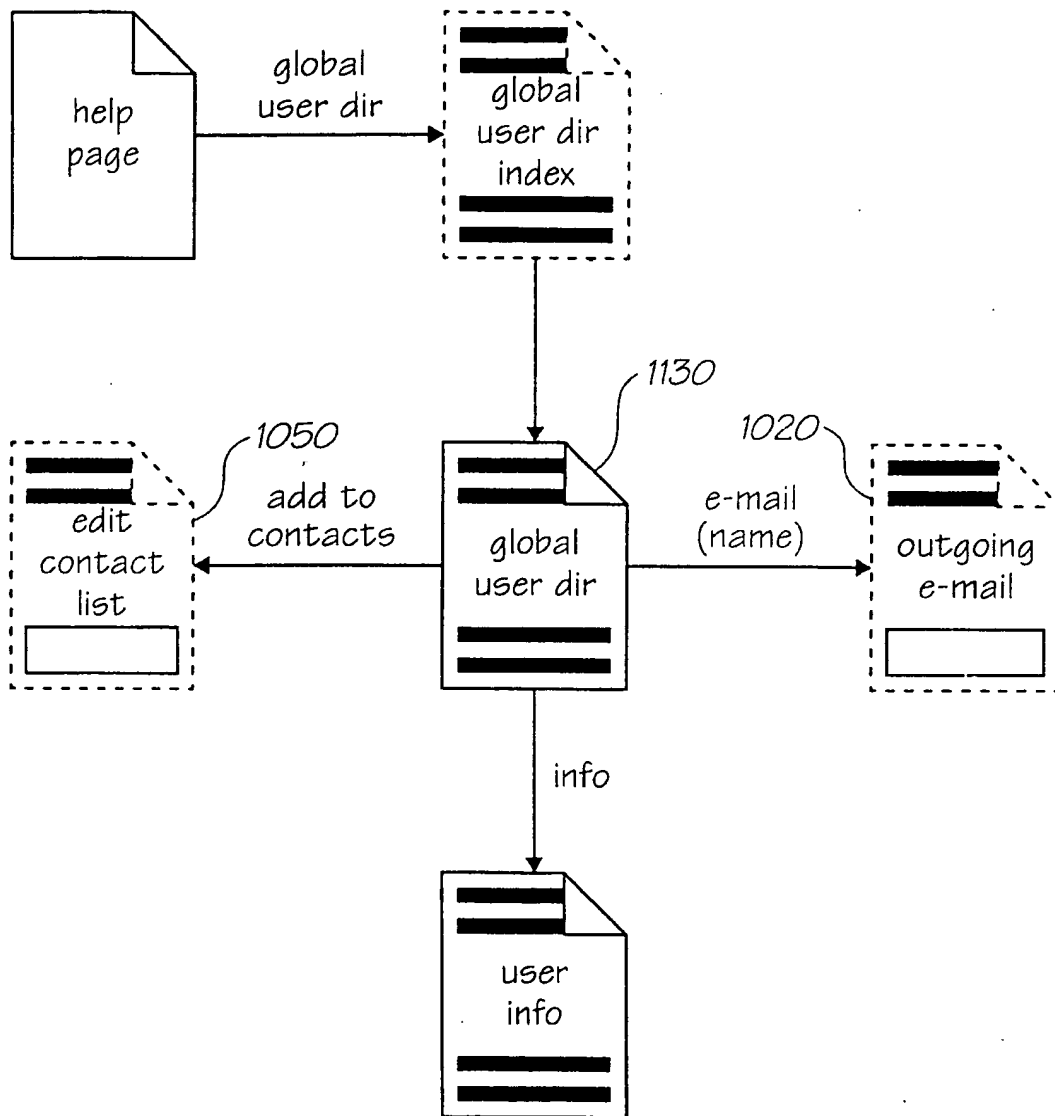 help
page
global
user dir
global
user dir
index
1130
1050
1020
add to
contacts
edit
contact
list
global
user dir
e-mail
(name)
outgoing
e-mail
info
user
info